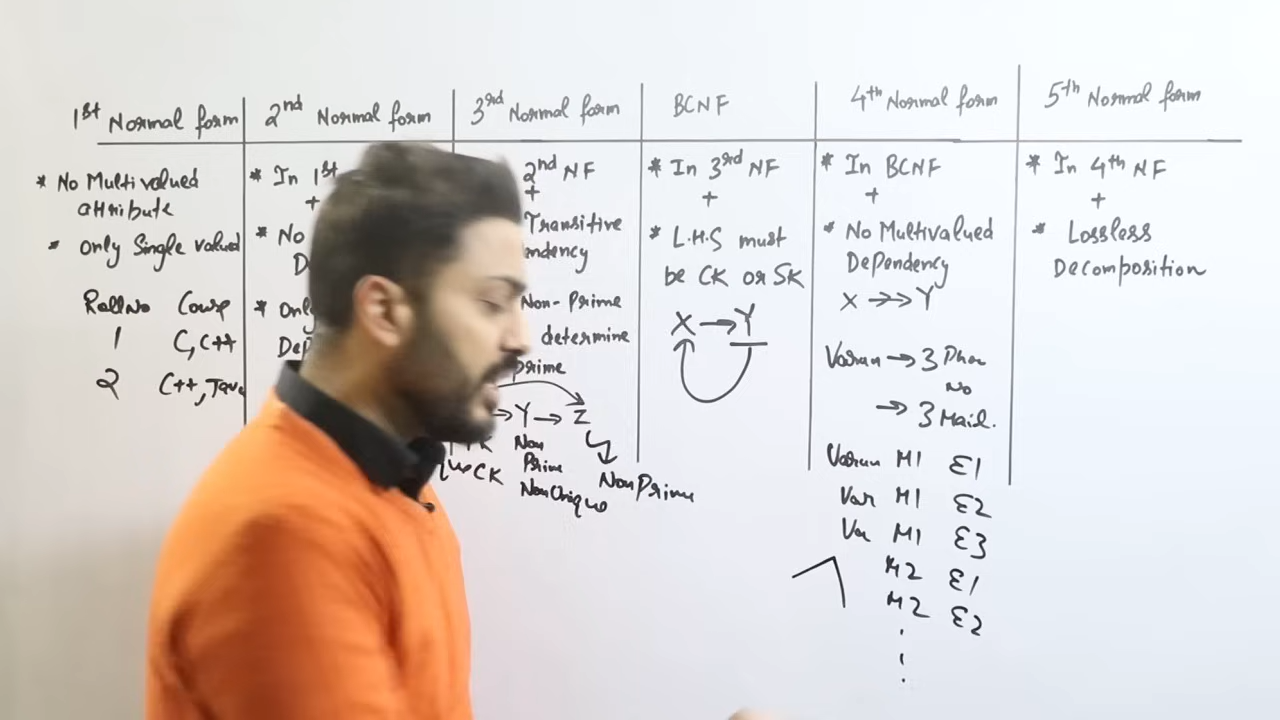 1st Normal form
* No Multivalued
attribute
* Only Single valued
RollNo
1 C, C++
2 C++, Java
2nd Normal form
* In 1st
+
* No
* Only
3rd Normal form
2nd NF
+
Transitive
Non-Prime
determine
prime
→ Y → Z
CK
Non
Prime
NonUnique
NonPrime
BCNF
* In 3rd NF
+
* L.H.S must
be CK or SK
X → Y
4th Normal form
* In BCNF
+
* No Multivalued
Dependency
X →→ Y
Varun → 3 Phone
No
→ 3 Mail.
Varun M1 E1
Var M1 E2
Va M1 E3
M2 E1
M2 E2
5th Normal form
* In 4th NF
+
* Lossless
Decomposition